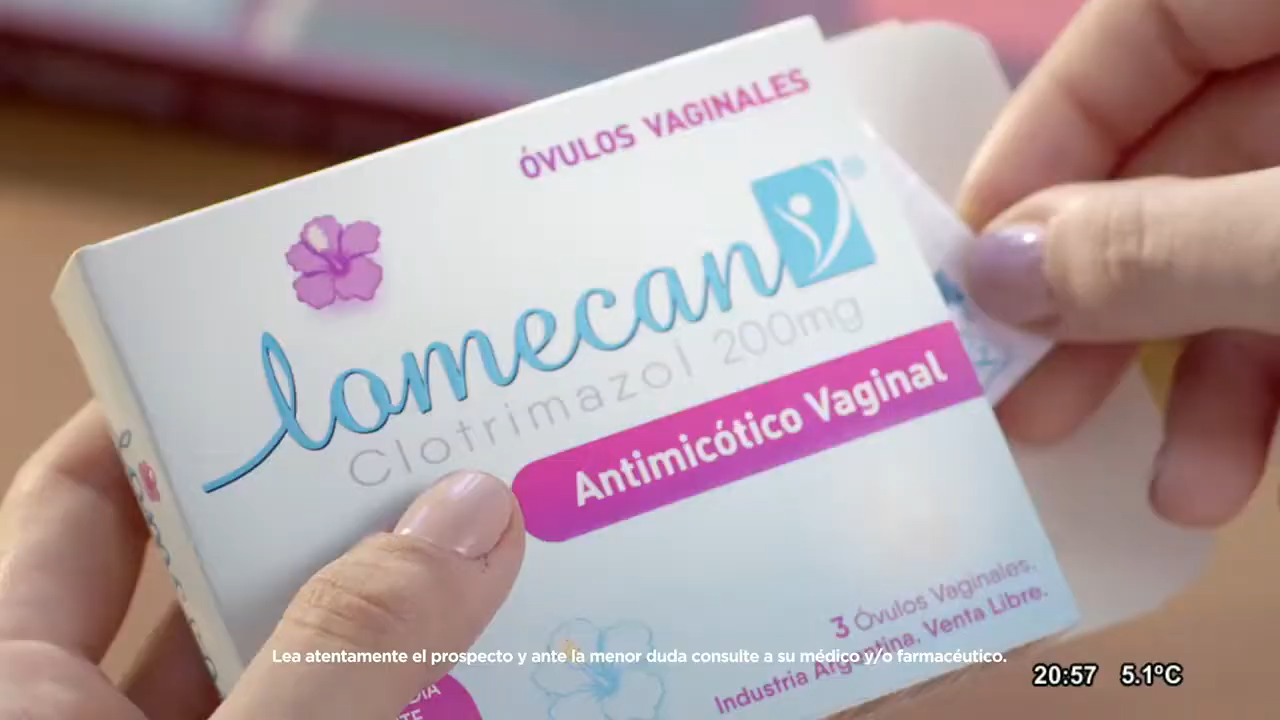 ÓVULOS VAGINALES
lomecan
Clotrimazol 200mg
Antimicótico Vaginal
3 Óvulos Vaginales.
Industria Argentina. Venta Libre.
Lea atentamente el prospecto y ante la menor duda consulte a su médico y/o farmacéutico.
20:57 5.1ºC